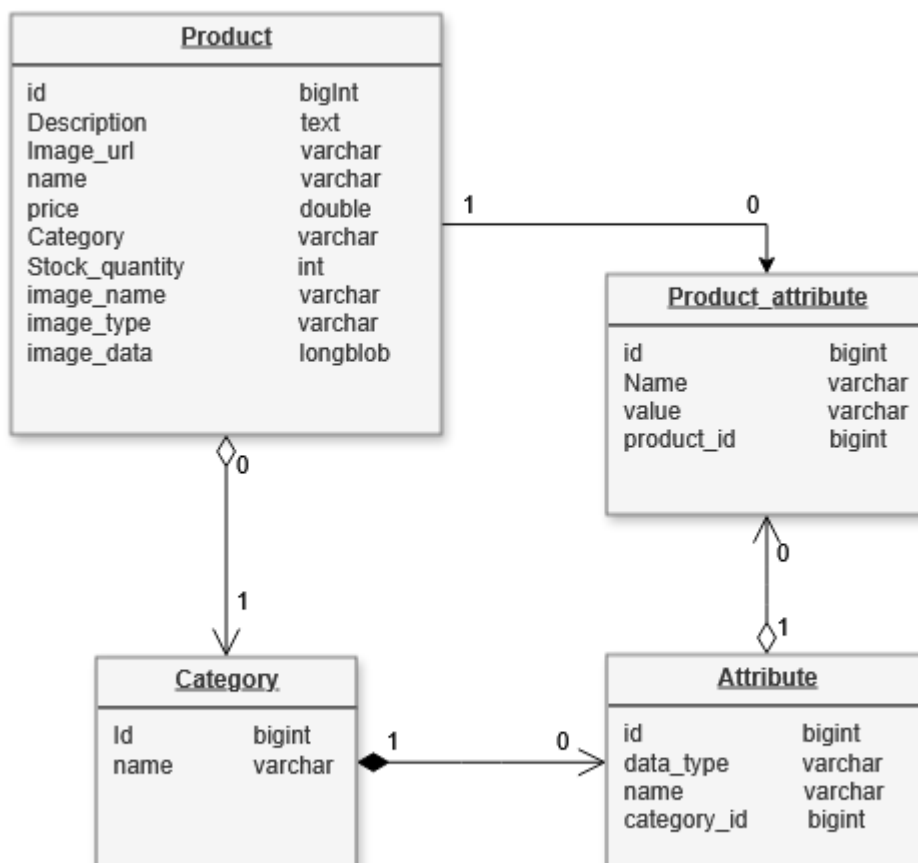 Product
id bigInt
Description text
Image_url varchar
name varchar
price double
Category varchar
Stock_quantity int
image_name varchar
image_type varchar
image_data longblob
1 0
Product_attribute
id bigint
Name varchar
value varchar
product_id bigint
0
1
0
1
Category
Id bigint
name varchar
1 0
Attribute
id bigint
data_type varchar
name varchar
category_id bigint